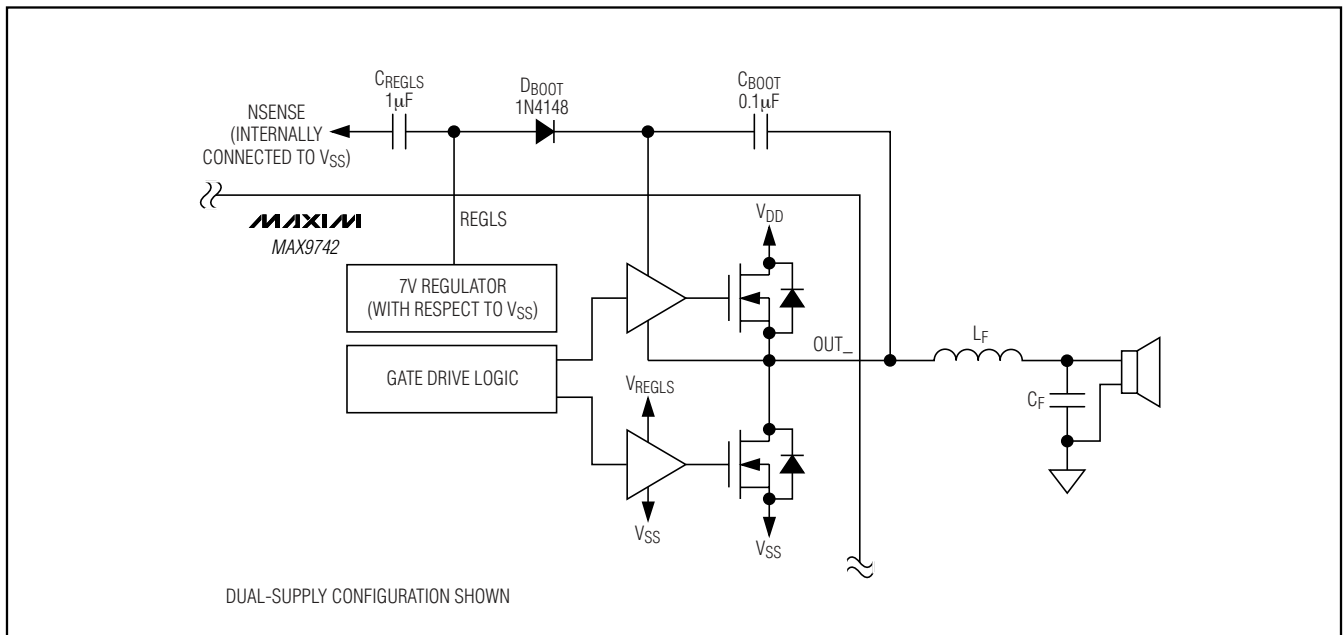 CREGLS
1µF
DBOOT
1N4148
CBOOT
0.1µF
NSENSE
(INTERNALLY
CONNECTED TO VSS)
MAXIM
MAX9742
REGLS
VDD
7V REGULATOR
(WITH RESPECT TO VSS)
OUT_
LF
GATE DRIVE LOGIC
VREGLS
CF
VSS
VSS
DUAL-SUPPLY CONFIGURATION SHOWN